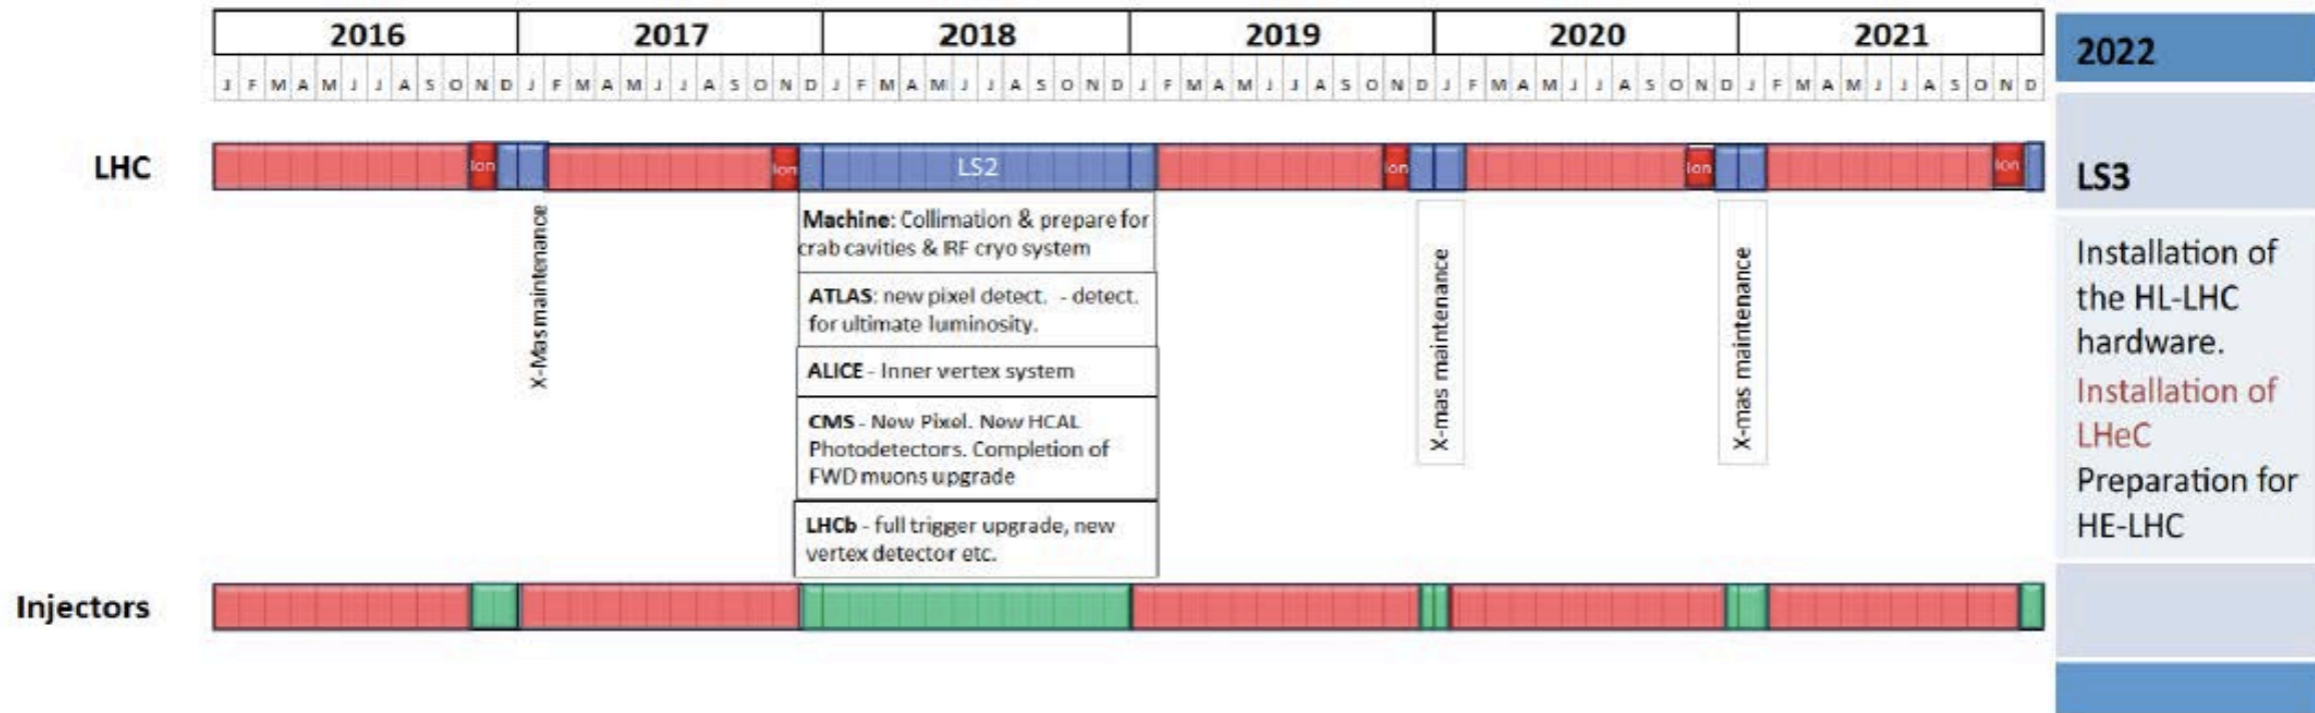 2016 2017 2018 2019 2020 2021 2022
J F M A M J J A S O N D J F M A M J J A S O N D J F M A M J J A S O N D J F M A M J J A S O N D J F M A M J J A S O N D J F M A M J J A S O N D
LHC Ion Ion LS2 Ion Ion Ion LS3
X-Mas maintenance
Machine: Collimation & prepare for
crab cavities & RF cryo system
ATLAS: new pixel detect. - detect.
for ultimate luminosity.
ALICE - Inner vertex system
CMS - New Pixel. New HCAL
Photodetectors. Completion of
FWD muons upgrade
LHCb - full trigger upgrade, new
vertex detector etc.
X-mas maintenance
X-mas maintenance
Installation of
the HL-LHC
hardware.
Installation of
LHeC
Preparation for
HE-LHC
Injectors